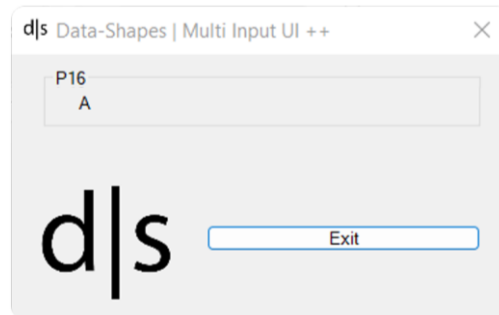 d|s Data-Shapes | Multi Input UI ++
P16
A
d|s
Exit